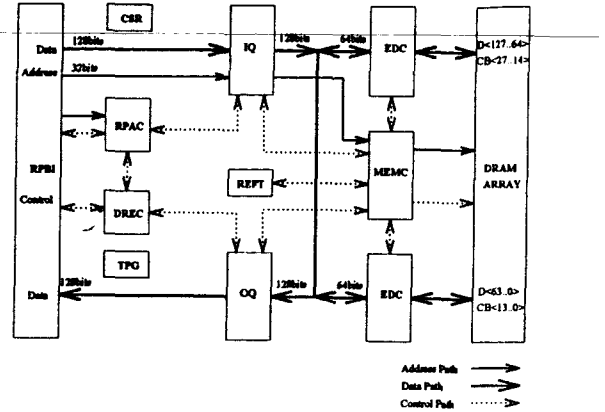 CSR
128bits
IQ
128bits
64bits
EDC
Data
D<127..64>
CB<27..14>
Address
32bits
RPAC
RPBI
Control
REFT
MEMC
DRAM
ARRAY
DREC
TPG
128bits
OQ
128bits
64bits
EDC
Data
D<63..0>
CB<13..0>
Address Path
Data Path
Control Path